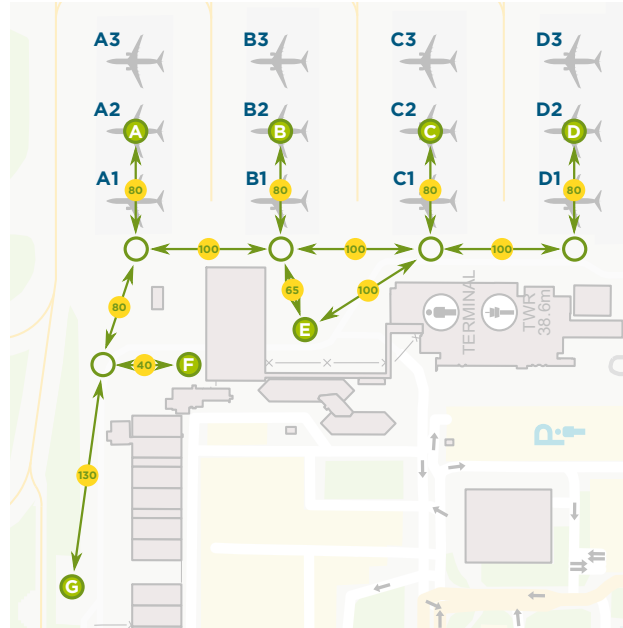 A3 B3 C3 D3
A2 B2 C2 D2
A B C D
A1 B1 C1 D1
80 80 80 80
100 100 100
65 100
80
E
TERMINAL
TWR
38.6m
40 F
P
130
G